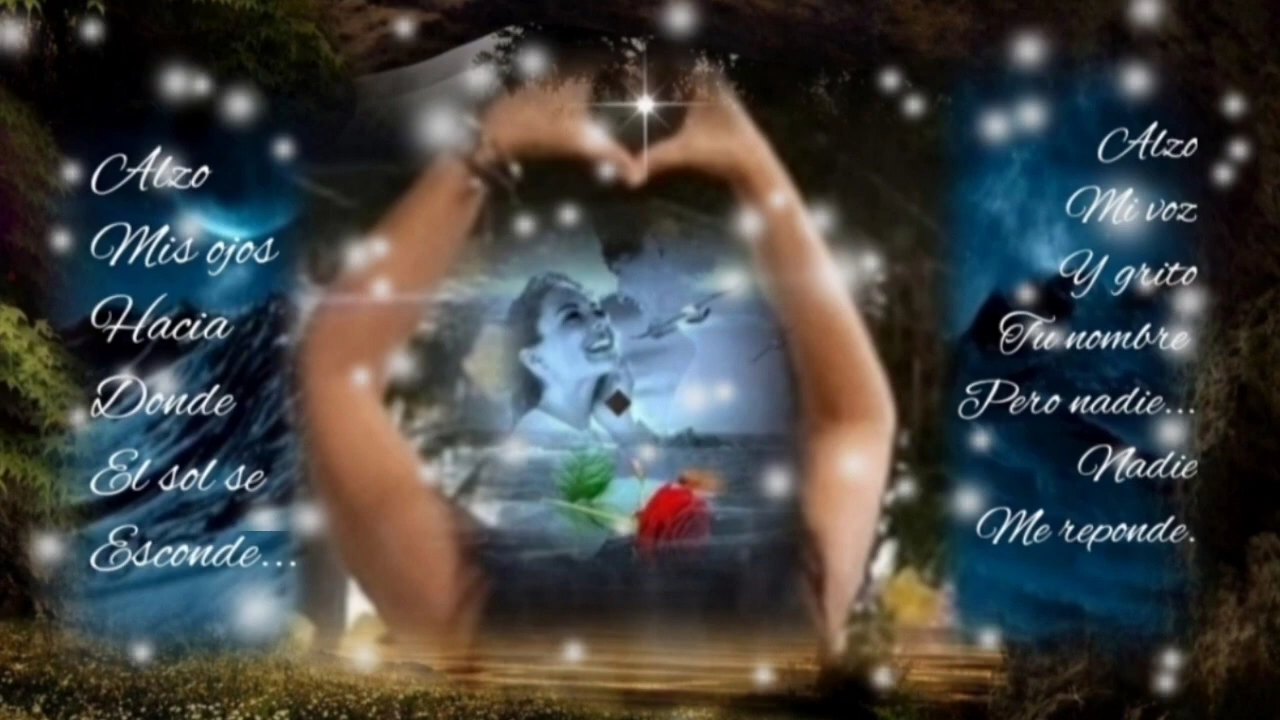 Alzo
Mis ojos
Hacia
Donde
El sol se
Esconde...
Alzo
Mi voz
Y grito
Tu nombre
Pero nadie...
Nadie
Me reponde.